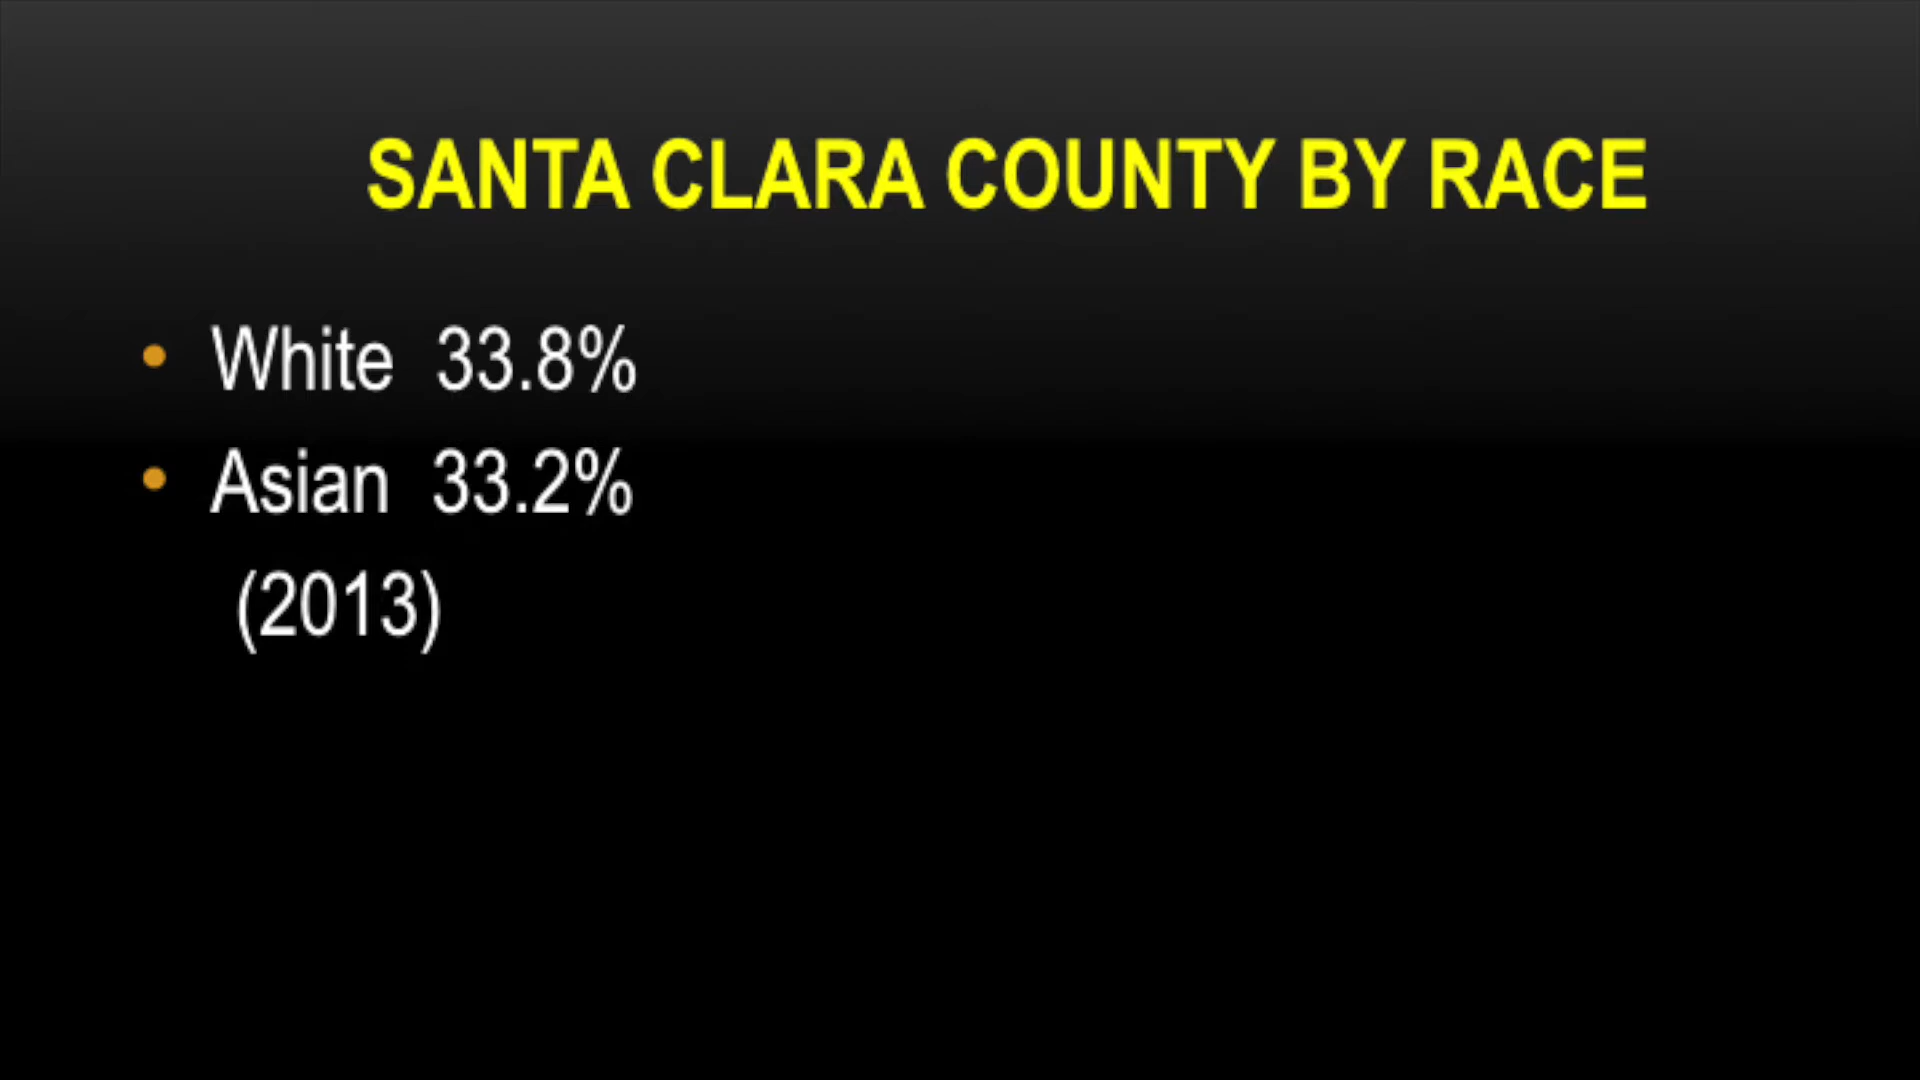 SANTA CLARA COUNTY BY RACE
• White 33.8%
• Asian 33.2%
(2013)